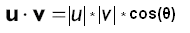 u · v = |u| * |v| * cos(θ)